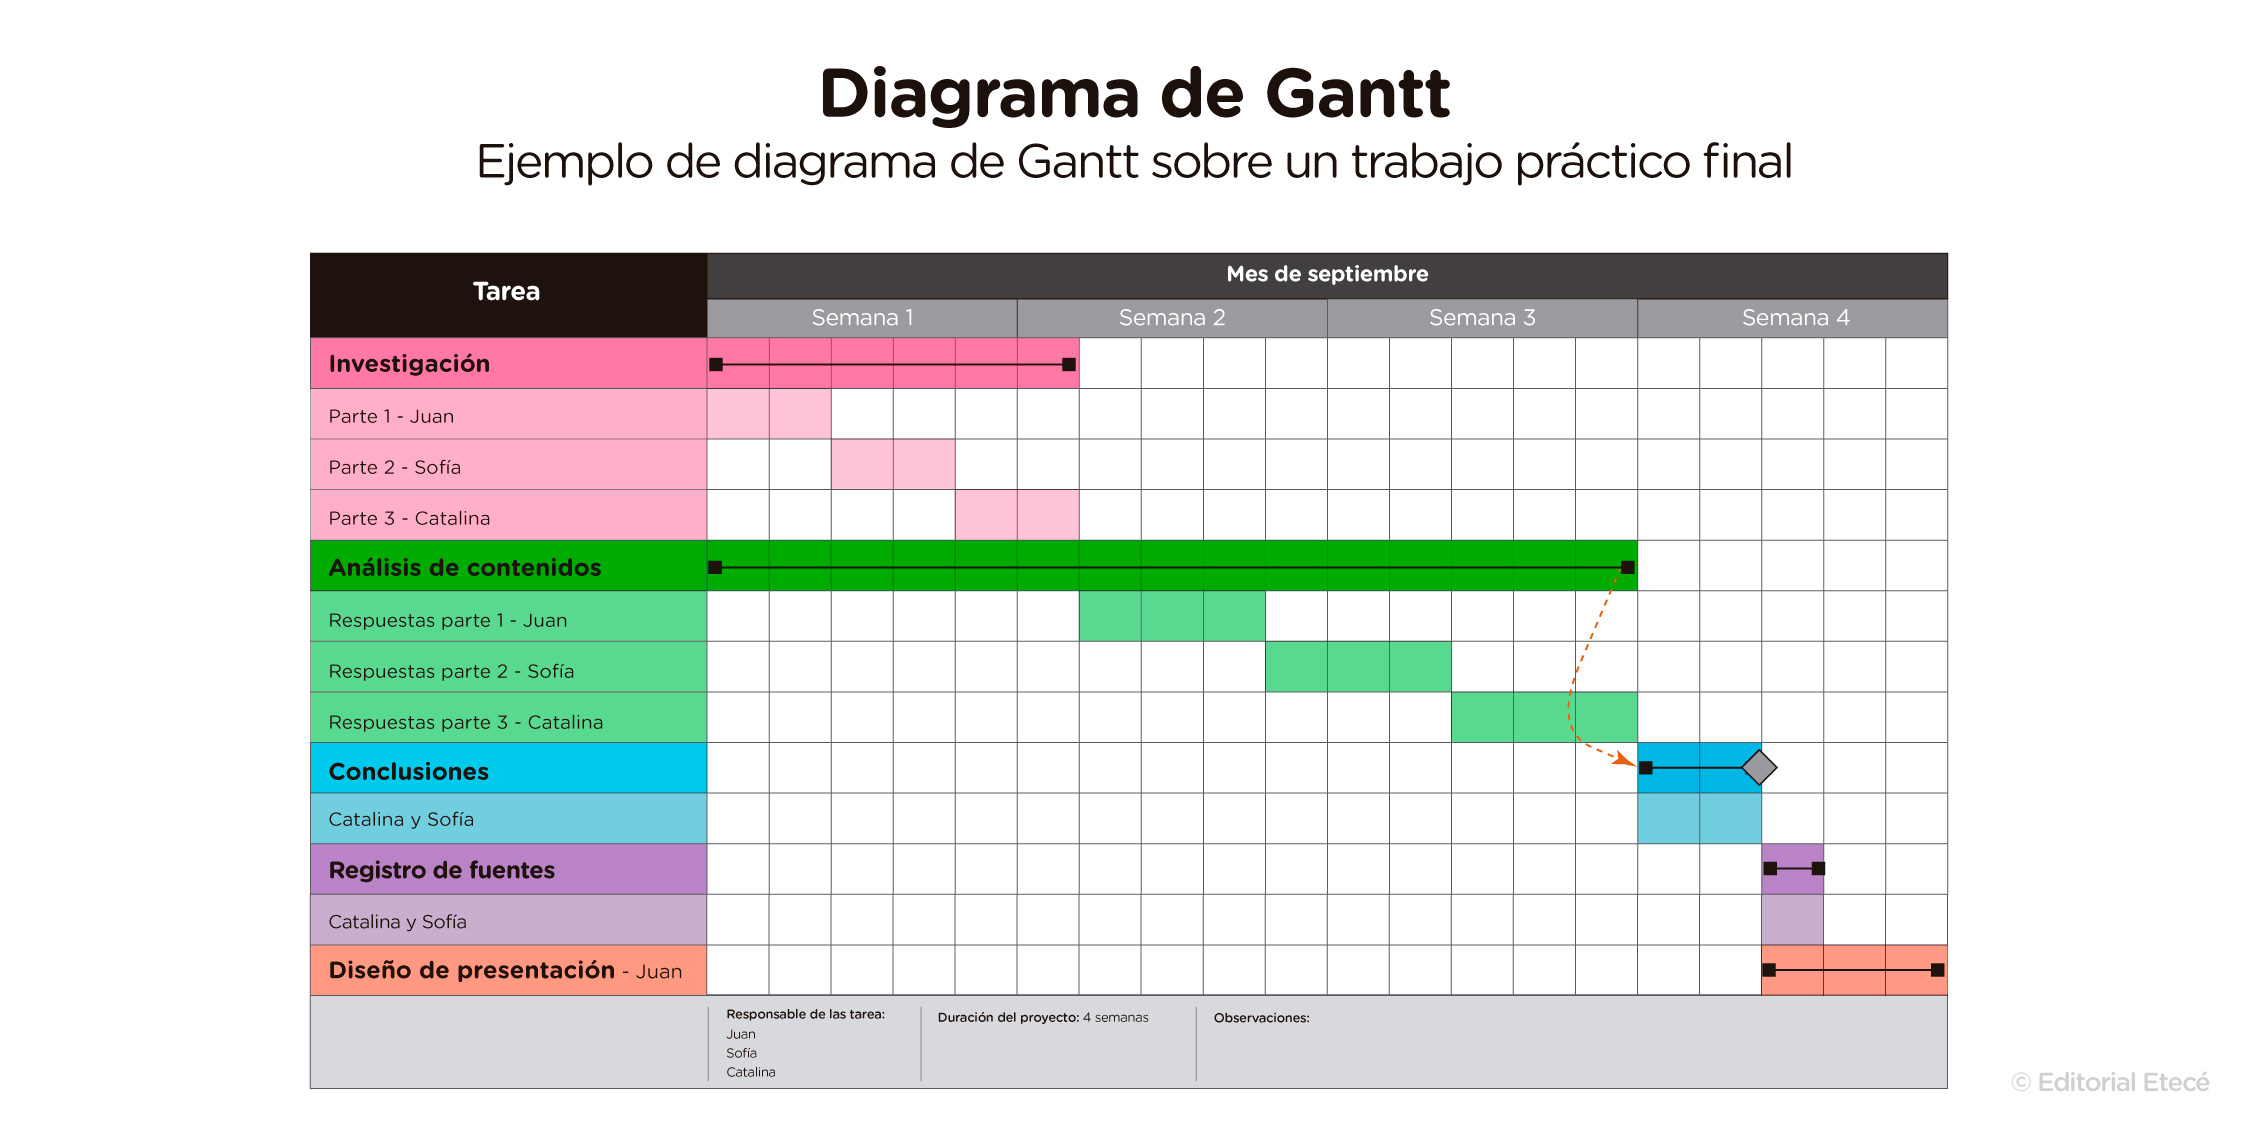 Diagrama de Gantt
Ejemplo de diagrama de Gantt sobre un trabajo práctico final
Tarea
Mes de septiembre
Semana 1
Semana 2
Semana 3
Semana 4
Investigación
Parte 1 - Juan
Parte 2 - Sofía
Parte 3 - Catalina
Análisis de contenidos
Respuestas parte 1 - Juan
Respuestas parte 2 - Sofía
Respuestas parte 3 - Catalina
Conclusiones
Catalina y Sofía
Registro de fuentes
Catalina y Sofía
Diseño de presentación - Juan
Responsable de las tarea:
Juan
Sofía
Catalina
Duración del proyecto: 4 semanas
Observaciones:
© Editorial Etecé